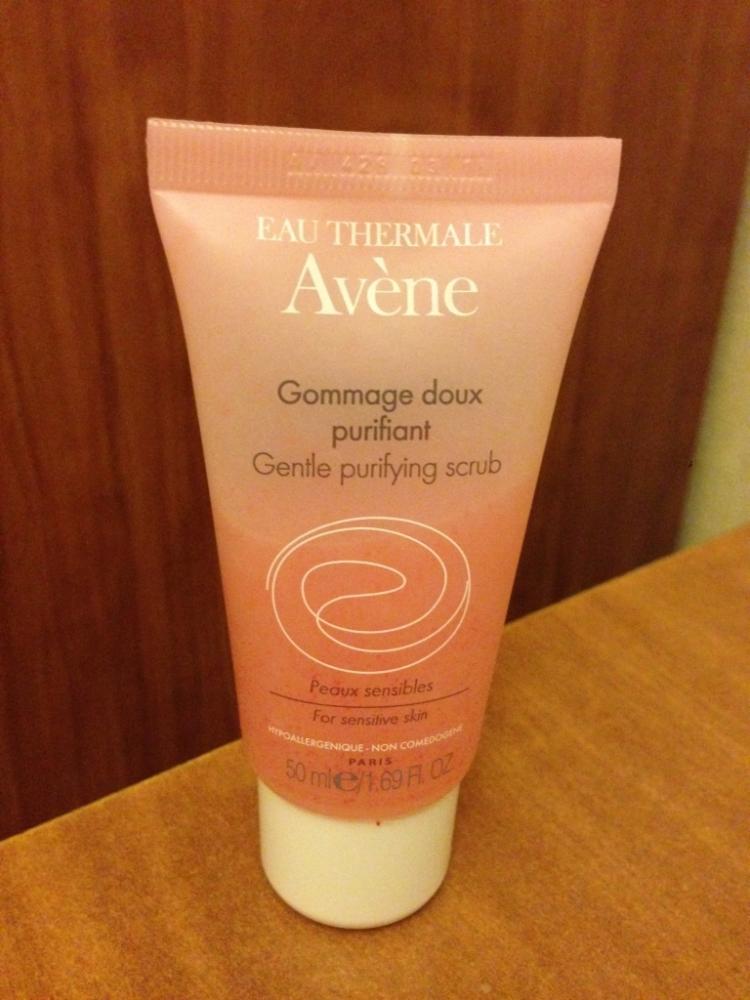 EAU THERMALE
Avène
Gommage doux
purifiant
Gentle purifying scrub
Peaux sensibles
For sensitive skin
HYPOALLERGENIQUE - NON COMEDOGENE
PARIS
50 ml e/1.69 Fl. OZ